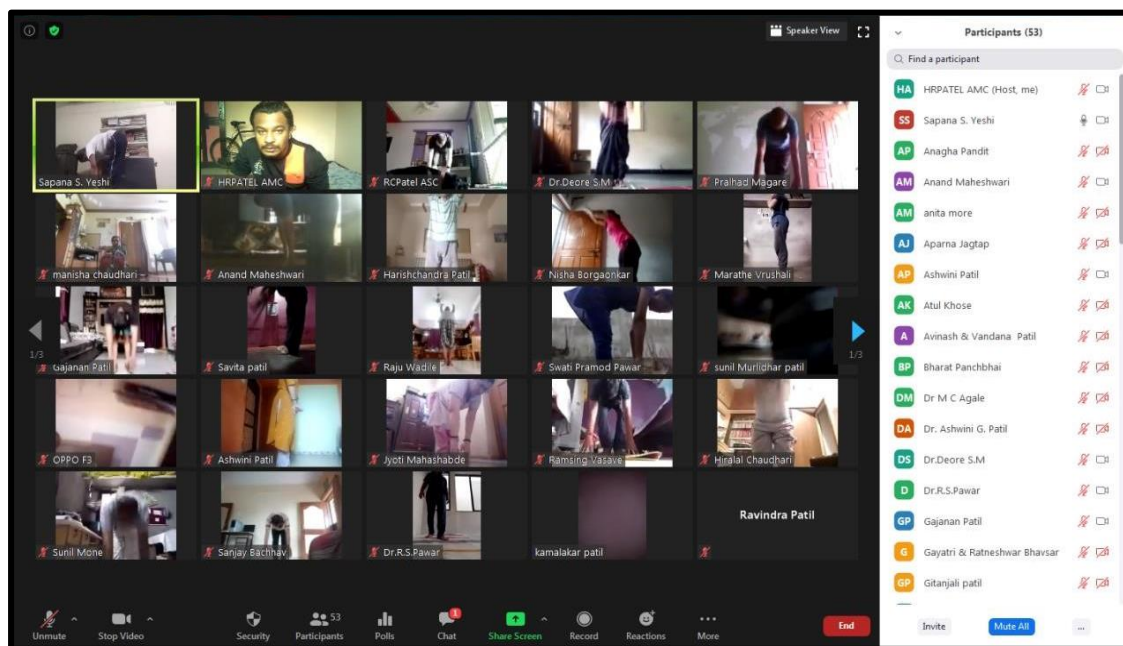 Speaker View
Sapana S. Yeshi
HRPATEL AMC
RCPatel ASC
Dr.Deore S.M
Pralhad Magare
manisha chaudhari
Anand Maheshwari
Harishchandra Patil
Nisha Borgaonkar
Marathe Vrushali
1/3
Gajanan Patil
Savita patil
Raju Wadile
Swati Pramod Pawar
sunil Murlidhar patil
1/3
OPPO F3
Ashwini Patil
Jyoti Mahashabde
Ramsing Vasave
Hiralal Chaudhari
Sunil Mone
Sanjay Bachhav
Dr.R.S.Pawar
kamalakar patil
Ravindra Patil
Unmute
Stop Video
Security
53
Participants
Polls
1
Chat
Share Screen
Record
Reactions
More
End
Participants (53)
Find a participant
HA HRPATEL AMC (Host, me)
SS Sapana S. Yeshi
AP Anagha Pandit
AM Anand Maheshwari
AM anita more
AJ Aparna Jagtap
AP Ashwini Patil
AK Atul Khose
A Avinash & Vandana Patil
BP Bharat Panchbhai
DM Dr M C Agale
DA Dr. Ashwini G. Patil
DS Dr.Deore S.M
D Dr.R.S.Pawar
GP Gajanan Patil
G Gayatri & Ratneshwar Bhavsar
GP Gitanjali patil
Invite
Mute All
...